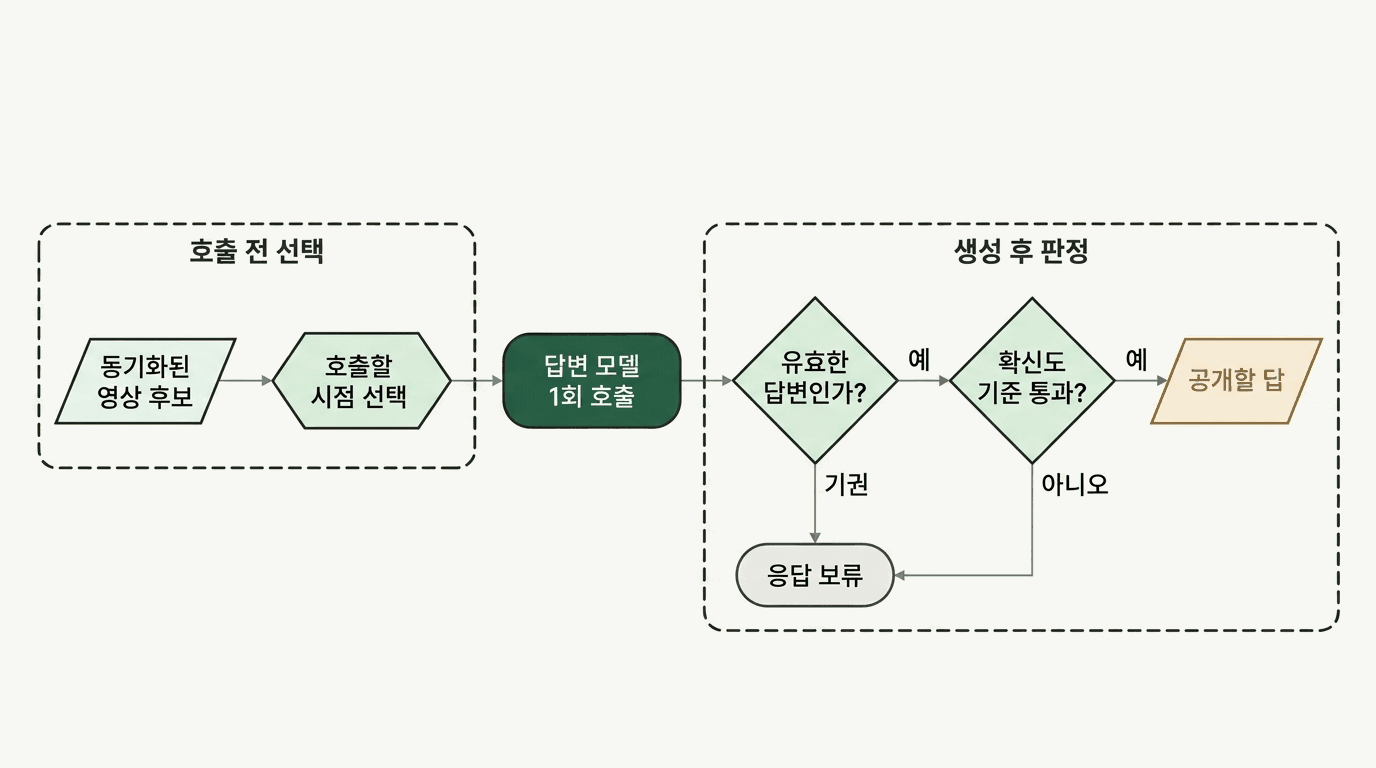 호출 전 선택
동기화된
영상 후보
호출할
시점 선택
답변 모델
1회 호출
생성 후 판정
유효한
답변인가?
예
확신도
기준 통과?
예
공개할 답
기권
아니오
응답 보류